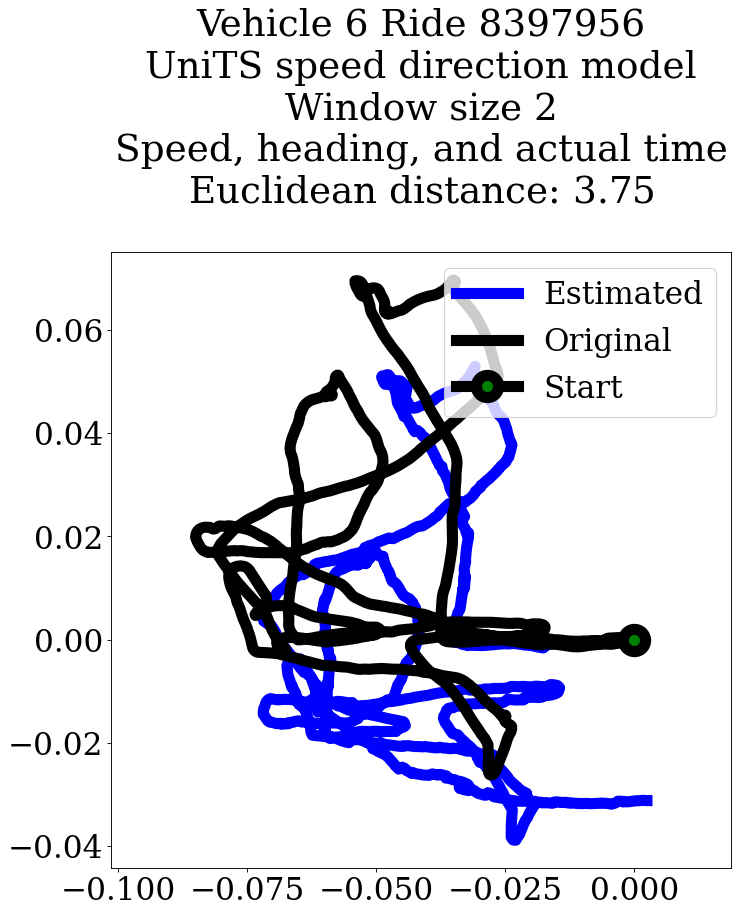 Vehicle 6 Ride 8397956
UniTS speed direction model
Window size 2
Speed, heading, and actual time
Euclidean distance: 3.75
Estimated
Original
Start
0.06
0.04
0.02
0.00
−0.02
−0.04
−0.100 −0.075 −0.050 −0.025 0.000